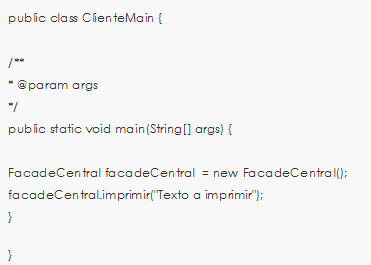 public class ClienteMain {
/**
* @param args
*/
public static void main(String[] args) {
FacadeCentral facadeCentral = new FacadeCentral();
facadeCentral.imprimir("Texto a imprimir");
}
}